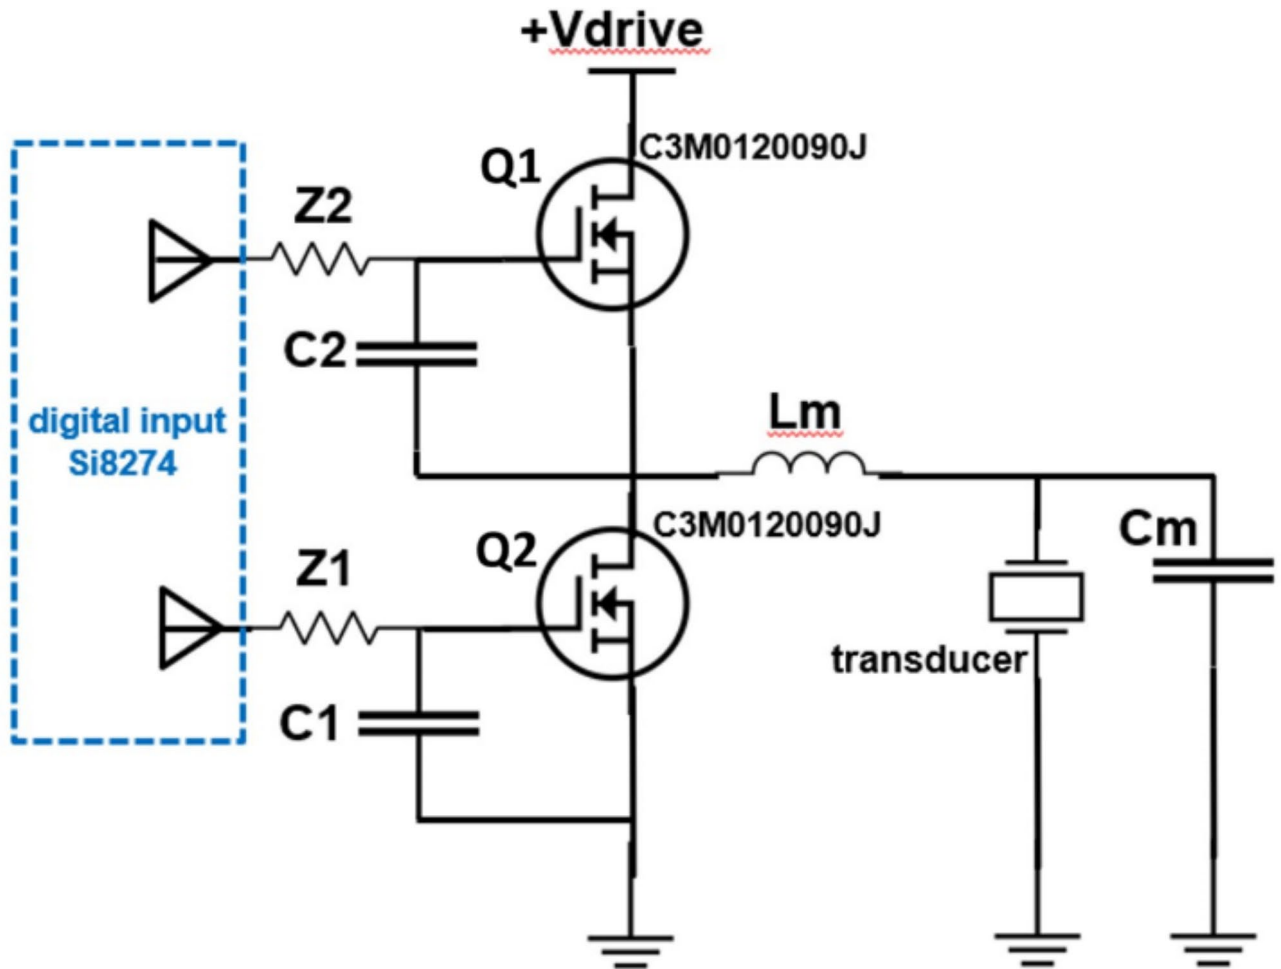 +Vdrive
C3M0120090J
Q1
Z2
C2
digital input
Si8274
Lm
C3M0120090J
Q2
Cm
Z1
transducer
C1